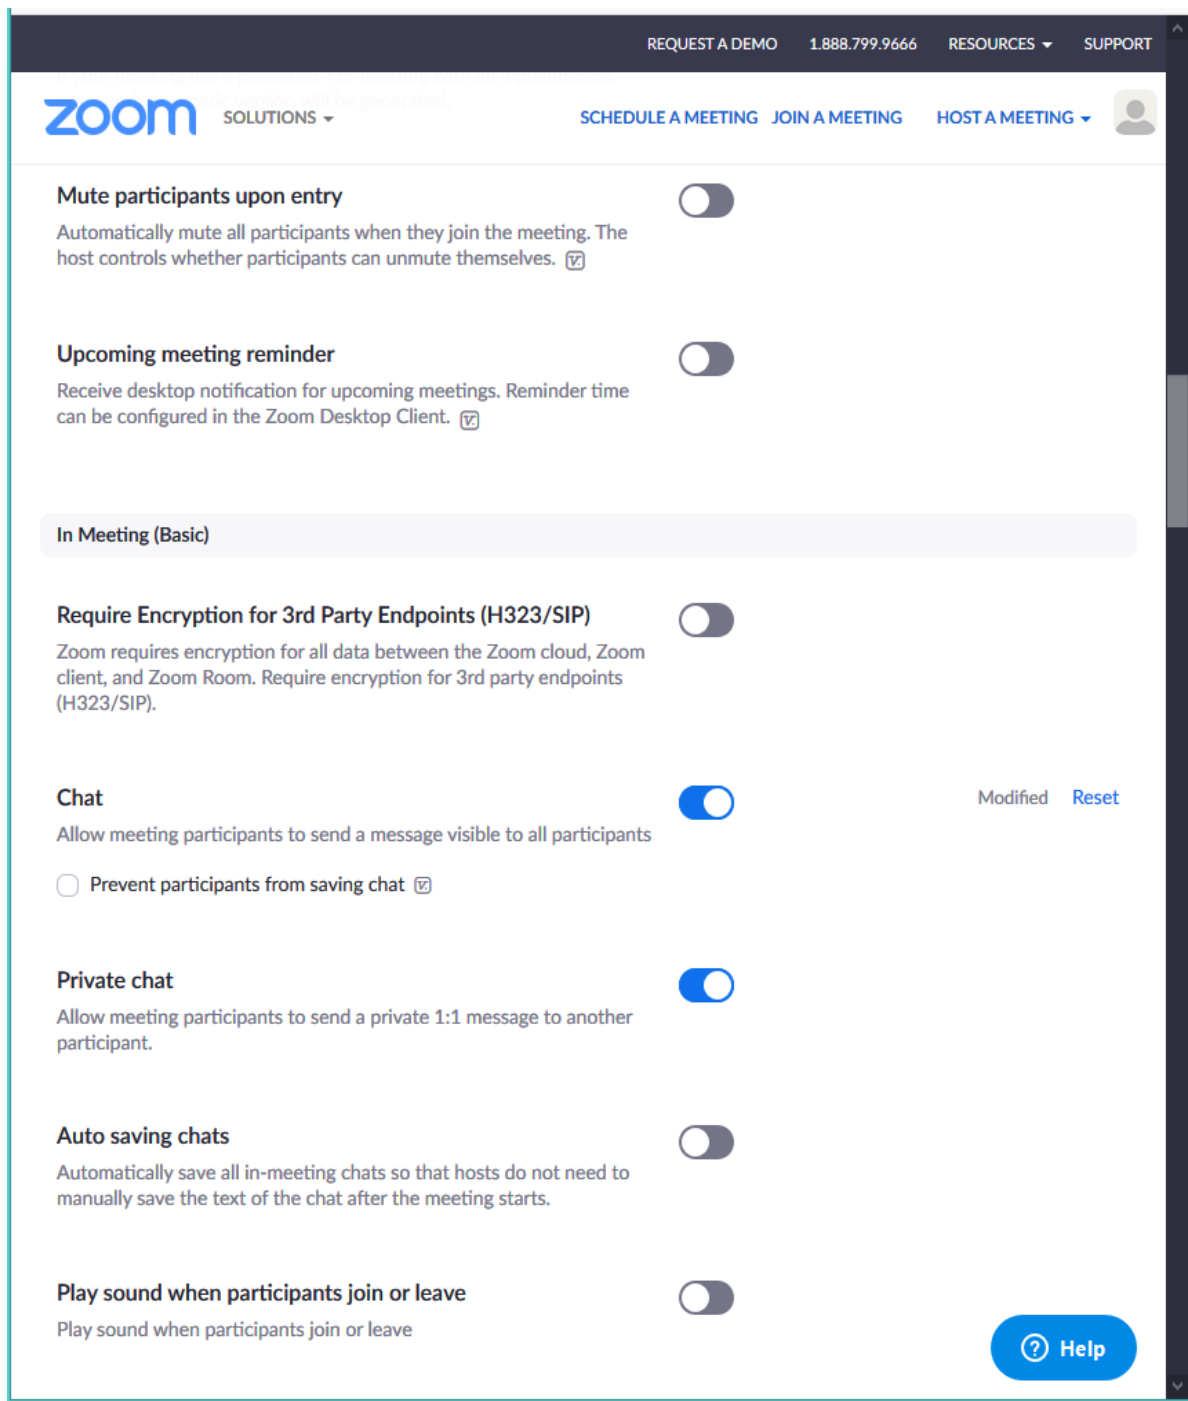 REQUEST A DEMO 1.888.799.9666 RESOURCES SUPPORT
zoom SOLUTIONS SCHEDULE A MEETING JOIN A MEETING HOST A MEETING
version will be generated.
Mute participants upon entry
Automatically mute all participants when they join the meeting. The
host controls whether participants can unmute themselves.
Upcoming meeting reminder
Receive desktop notification for upcoming meetings. Reminder time
can be configured in the Zoom Desktop Client.
In Meeting (Basic)
Require Encryption for 3rd Party Endpoints (H323/SIP)
Zoom requires encryption for all data between the Zoom cloud, Zoom
client, and Zoom Room. Require encryption for 3rd party endpoints
(H323/SIP).
Chat
Modified Reset
Allow meeting participants to send a message visible to all participants
Prevent participants from saving chat
Private chat
Allow meeting participants to send a private 1:1 message to another
participant.
Auto saving chats
Automatically save all in-meeting chats so that hosts do not need to
manually save the text of the chat after the meeting starts.
Play sound when participants join or leave
Play sound when participants join or leave
Help